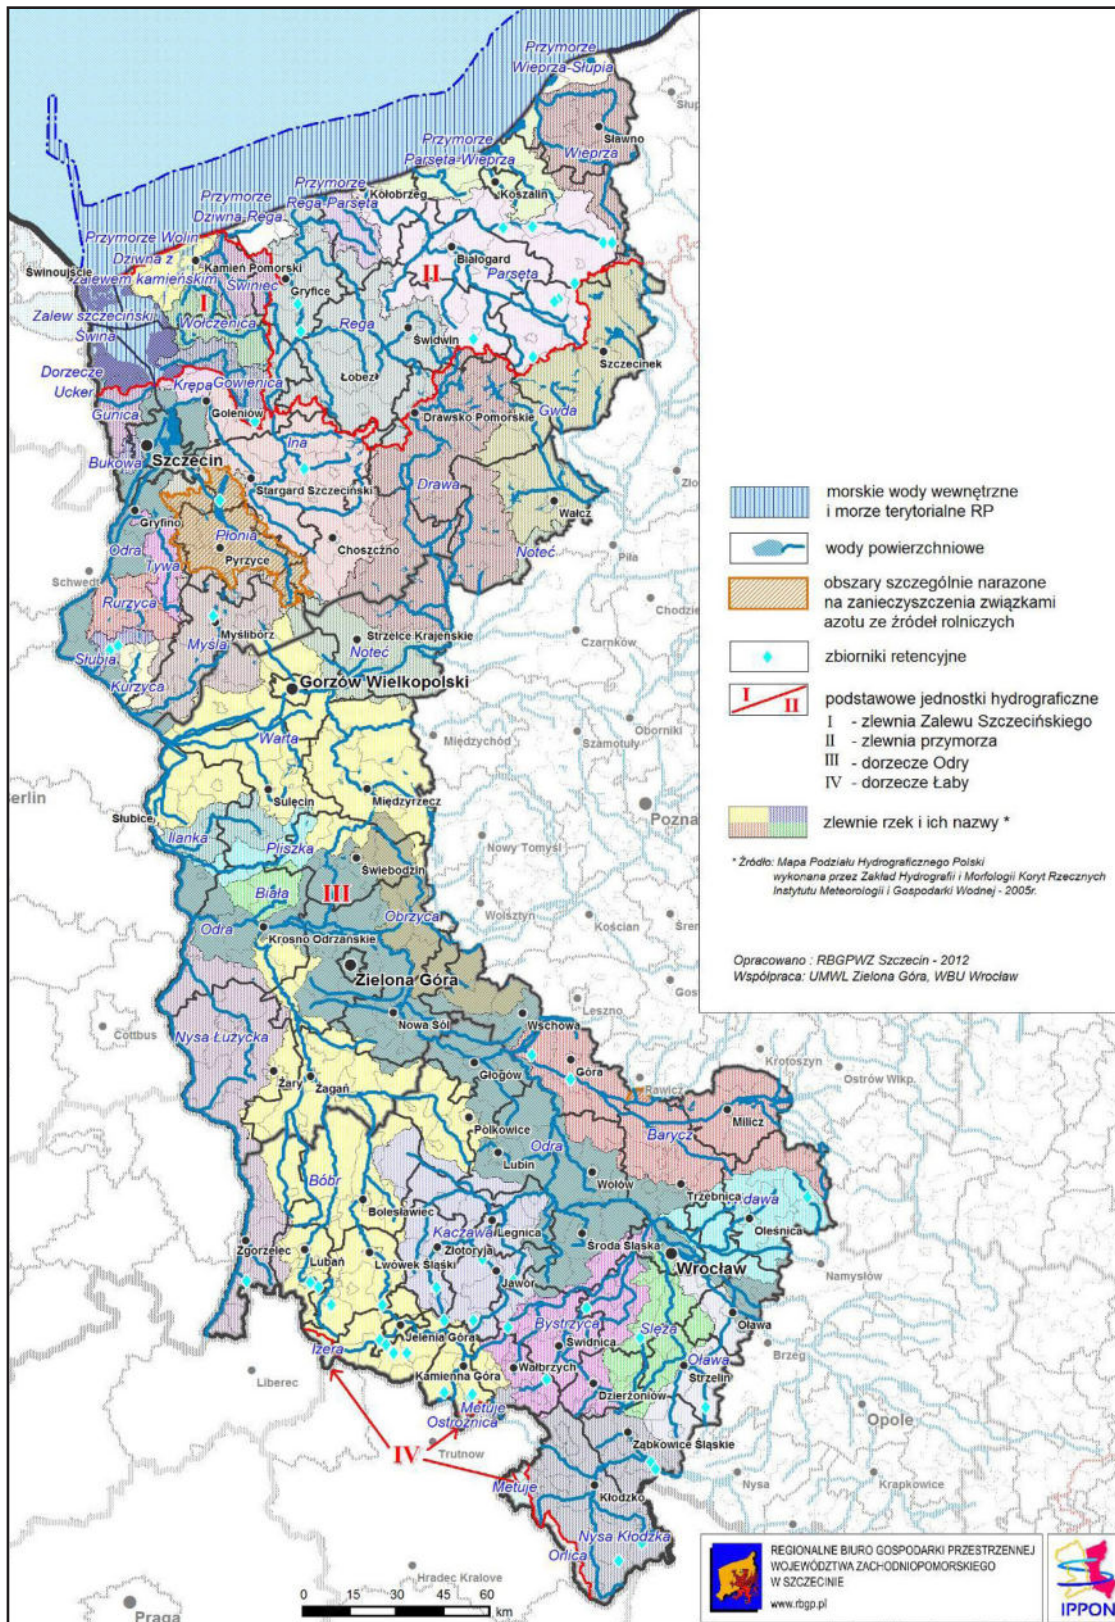 Przymorze
Wieprza-Słupia
Słup
Sławno
Wieprza
Przymorze
Parsęta-Wieprza
Koszalin
Przymorze
Rega-Parsęta
Kołobrzeg
Przymorze
Dziwna-Rega
Przymorze Wolin
Dziwna z
zalewem kamieńskim
Świnoujście
Kamień Pomorski
Świniec
Gryfice
Białogard
II
Parsęta
I
Wołczenica
Rega
Zalew szczeciński
Świna
Świdwin
Szczecinek
Dorzecze
Ucker
Krępa
Gowienica
Łobez
Gunica
Goleniów
Drawsko Pomorskie
Gwda
Szczecin
Ina
Bukowa
Stargard Szczeciński
Drawa
Wałcz
Zło
Gryfino
Płonia
Odra
Tywa
Pyrzyce
Choszczno
Noteć
Piła
Schwedt
Rurzyca
Chodzie
Myślibórz
Myśla
Strzelce Krajeńskie
Noteć
Czarnków
Słubia
Kurzyca
Gorzów Wielkopolski
Warta
Międzychód
Oborniki
Szamotuły
erlin
Sulęcin
Międzyrzecz
Słubice
Pozna
Ilanka
Pliszka
Nowy Tomyśl
Świebodzin
Biała
III
Obrzyca
Wolsztyn
Kościan
Śrem
Odra
Krosno Odrzańskie
Zielona Góra
Gos
Leszno
Nowa Sól
Wschowa
Cottbus
Nysa Łużycka
Krotoszyn
Głogów
Góra
Ostrów Wlkp.
Żary
Żagań
Rawicz
Polkowice
Milicz
Barycz
Odra
Lubin
Bóbr
Wołów
Trzebnica
Widawa
Bolesławiec
Legnica
Oleśnica
Kaczawa
Zgorzelec
Lubań
Złotoryja
Środa Śląska
Lwówek Śląski
Wrocław
Jawor
Namysłów
Oława
Bystrzyca
Ślęza
Jelenia Góra
Izera
Świdnica
Brzeg
Liberec
Kamienna Góra
Wałbrzych
Oława
Strzelin
Dzierżoniów
Metuje
Ostrożnica
Opole
IV
Trutnow
Ząbkowice Śląskie
Metuje
Nysa
Krapkowice
Kłodzko
Nysa Kłodzka
Orlica
Hradec Kralove
Praga
0 15 30 45 60
km
morskie wody wewnętrzne
i morze terytorialne RP
wody powierzchniowe
obszary szczególnie narazone
na zanieczyszczenia związkami
azotu ze źródeł rolniczych
zbiorniki retencyjne
I II podstawowe jednostki hydrograficzne
I - zlewnia Zalewu Szczecińskiego
II - zlewnia przymorza
III - dorzecze Odry
IV - dorzecze Łaby
zlewnie rzek i ich nazwy *
* Źródło: Mapa Podziału Hydrograficznego Polski
wykonana przez Zakład Hydrografii i Morfologii Koryt Rzecznych
Instytutu Meteorologii i Gospodarki Wodnej - 2005r.
Opracowano : RBGPWZ Szczecin - 2012
Współpraca: UMWL Zielona Góra, WBU Wrocław
REGIONALNE BIURO GOSPODARKI PRZESTRZENNEJ
WOJEWÓDZTWA ZACHODNIOPOMORSKIEGO
W SZCZECINIE
www.rbgp.pl
IPPON